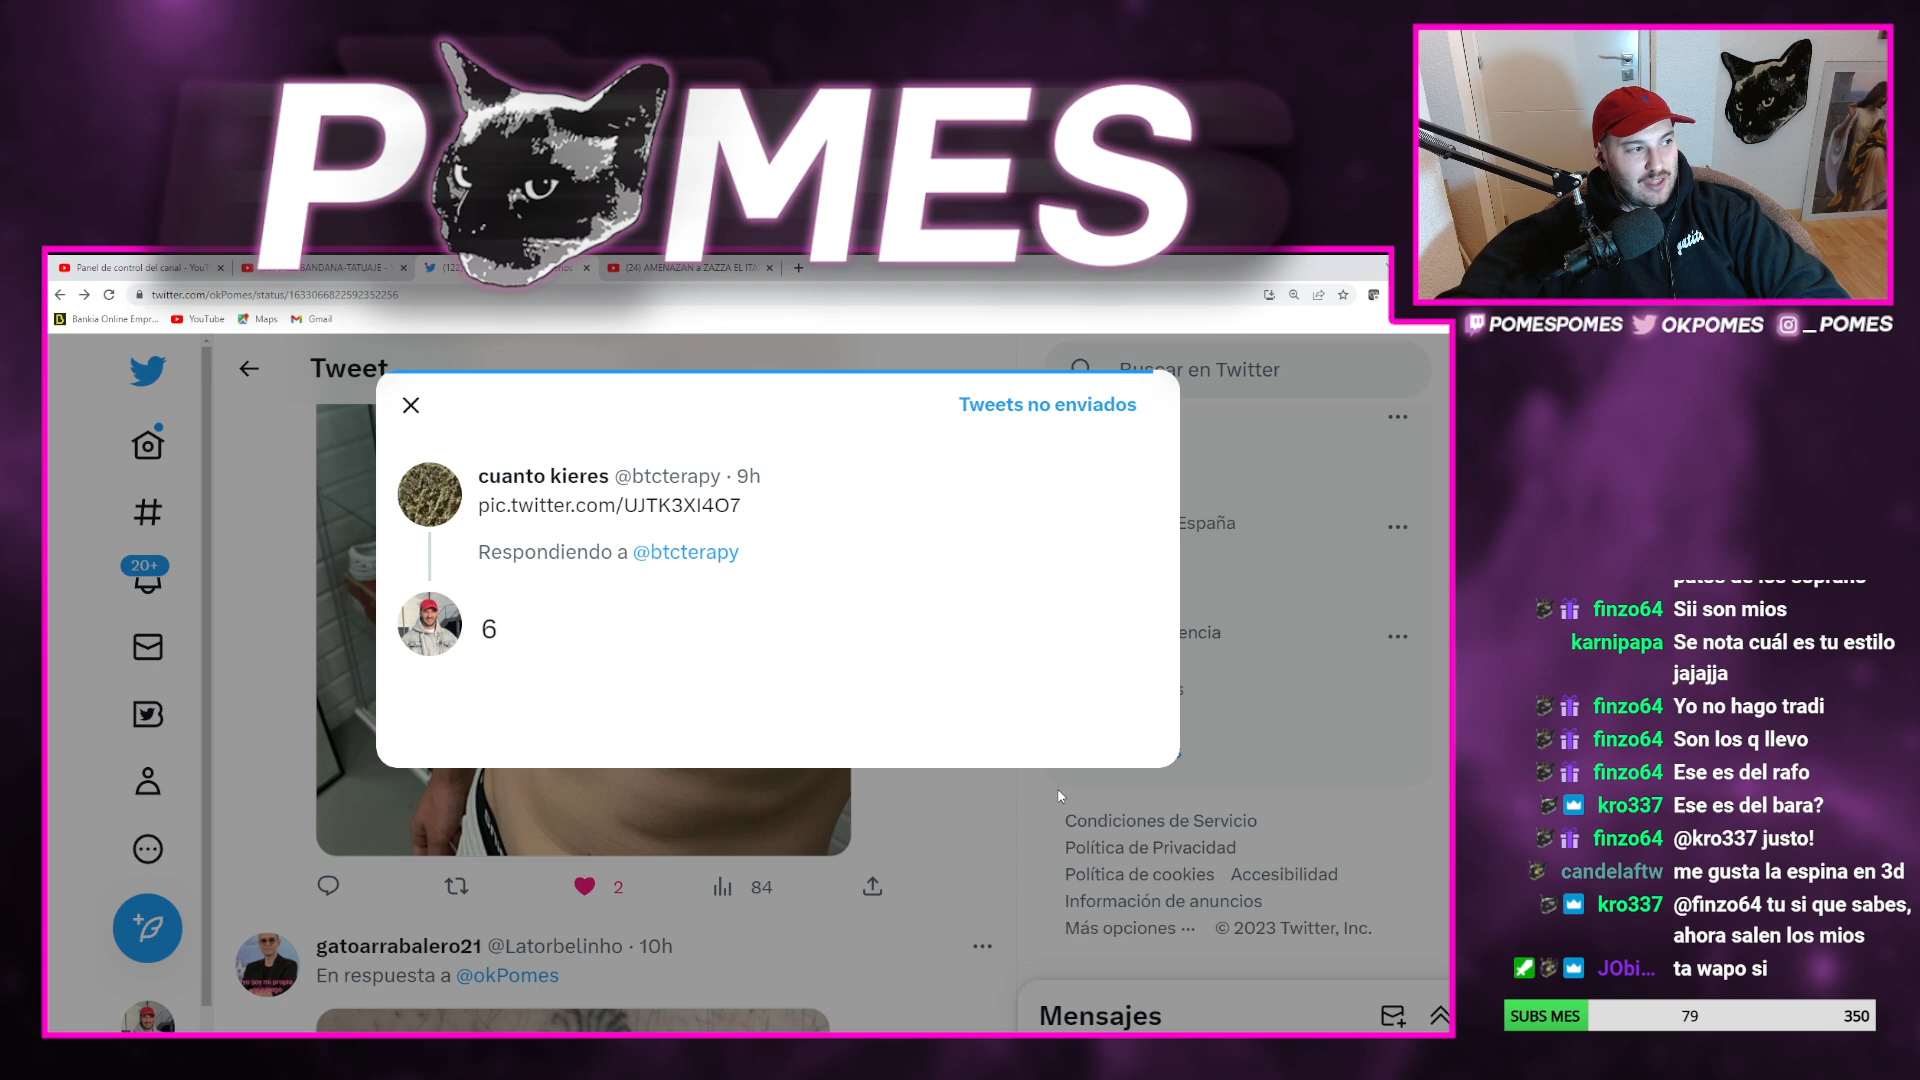 POMES
Panel de control del canal - YouT
BANDANA-TATUAJE -
(24) AMENAZAN a ZAZZA EL ITA
twitter.com/okPomes/status/1633066822592352256
Bankia Online Empr...
YouTube
Maps
Gmail
POMESPOMES
OKPOMES
_POMES
Tweet
Buscar en Twitter
Tweets no enviados
cuanto kieres @btcterapy · 9h
pic.twitter.com/UJTK3XI4O7
Respondiendo a @btcterapy
6
España
encia
20+
2
84
Condiciones de Servicio
Política de Privacidad
Política de cookies Accesibilidad
Información de anuncios
Más opciones ··· © 2023 Twitter, Inc.
gatoarrabalero21 @Latorbelinho · 10h
En respuesta a @okPomes
Mensajes
finzo64 Sii son mios
karnipapa Se nota cuál es tu estilo
jajajja
finzo64 Yo no hago tradi
finzo64 Son los q llevo
finzo64 Ese es del rafo
kro337 Ese es del bara?
finzo64 @kro337 justo!
candelaftw me gusta la espina en 3d
kro337 @finzo64 tu si que sabes,
ahora salen los mios
JObi... ta wapo si
SUBS MES 79 350